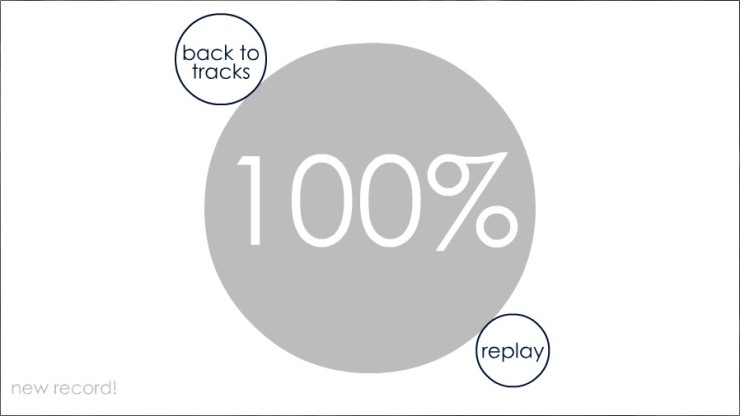 back to
tracks
100%
replay
new record!